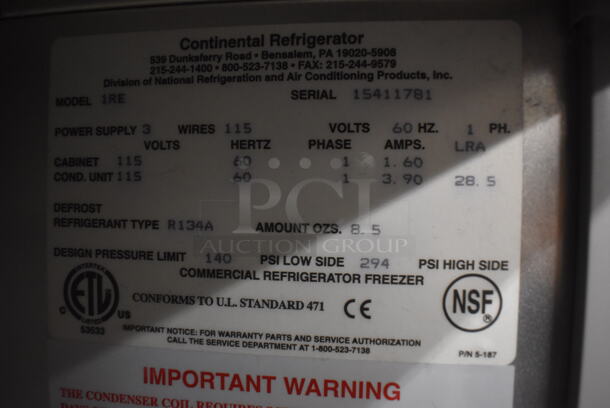 Continental Refrigerator
539 Dunksferry Road • Bensalem, PA 19020-5906
215-244-1400 • 800-523-7138 • FAX: 215-244-9579
Division of National Refrigeration and Air Conditioning Products, Inc.
MODEL 1RE SERIAL 15411781
POWER SUPPLY 3 WIRES 115 VOLTS 60 HZ. 1 PH.
VOLTS HERTZ PHASE AMPS. LRA
CABINET 115 60 1 1.60
COND. UNIT 115 60 1 3.90 28.5
PCI
AUCTION GROUP
DEFROST
REFRIGERANT TYPE R134A AMOUNT OZS. 8.5
DESIGN PRESSURE LIMIT 140 PSI LOW SIDE 294 PSI HIGH SIDE
COMMERCIAL REFRIGERATOR FREEZER
INTERTEK
C ETL US
LISTED
53533
CONFORMS TO U.L. STANDARD 471 CE
NSF
IMPORTANT NOTICE: FOR WARRANTY PARTS AND SERVICE AUTHORIZATION
CALL THE SERVICE DEPARTMENT AT 1-800-523-7138
P/N 5-187
IMPORTANT WARNING
THE CONDENSER COIL REQUIRES